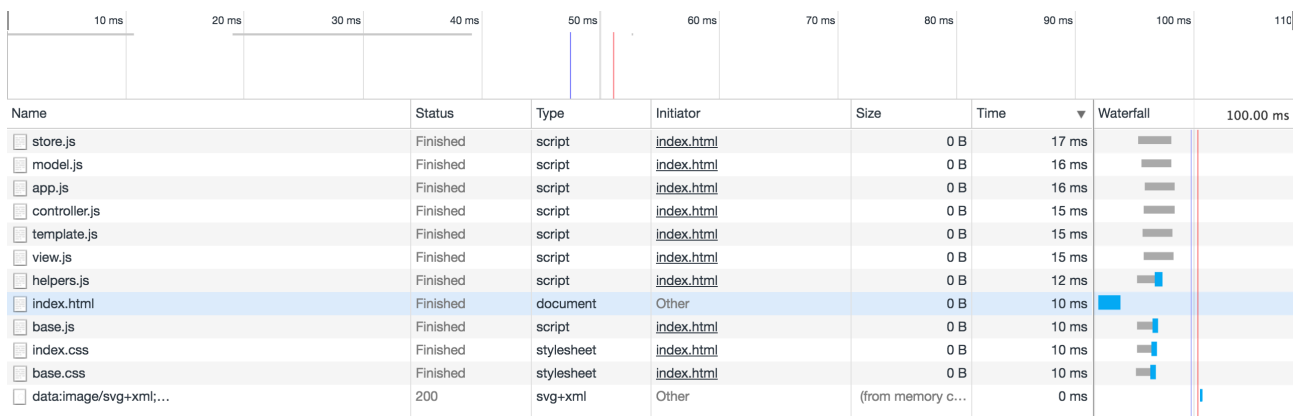 10 ms 20 ms 30 ms 40 ms 50 ms 60 ms 70 ms 80 ms 90 ms 100 ms 110
Name Status Type Initiator Size Time ▼ Waterfall 100.00 ms
store.js Finished script index.html 0 B 17 ms
model.js Finished script index.html 0 B 16 ms
app.js Finished script index.html 0 B 16 ms
controller.js Finished script index.html 0 B 15 ms
template.js Finished script index.html 0 B 15 ms
view.js Finished script index.html 0 B 15 ms
helpers.js Finished script index.html 0 B 12 ms
index.html Finished document Other 0 B 10 ms
base.js Finished script index.html 0 B 10 ms
index.css Finished stylesheet index.html 0 B 10 ms
base.css Finished stylesheet index.html 0 B 10 ms
data:image/svg+xml;... 200 svg+xml Other (from memory c... 0 ms